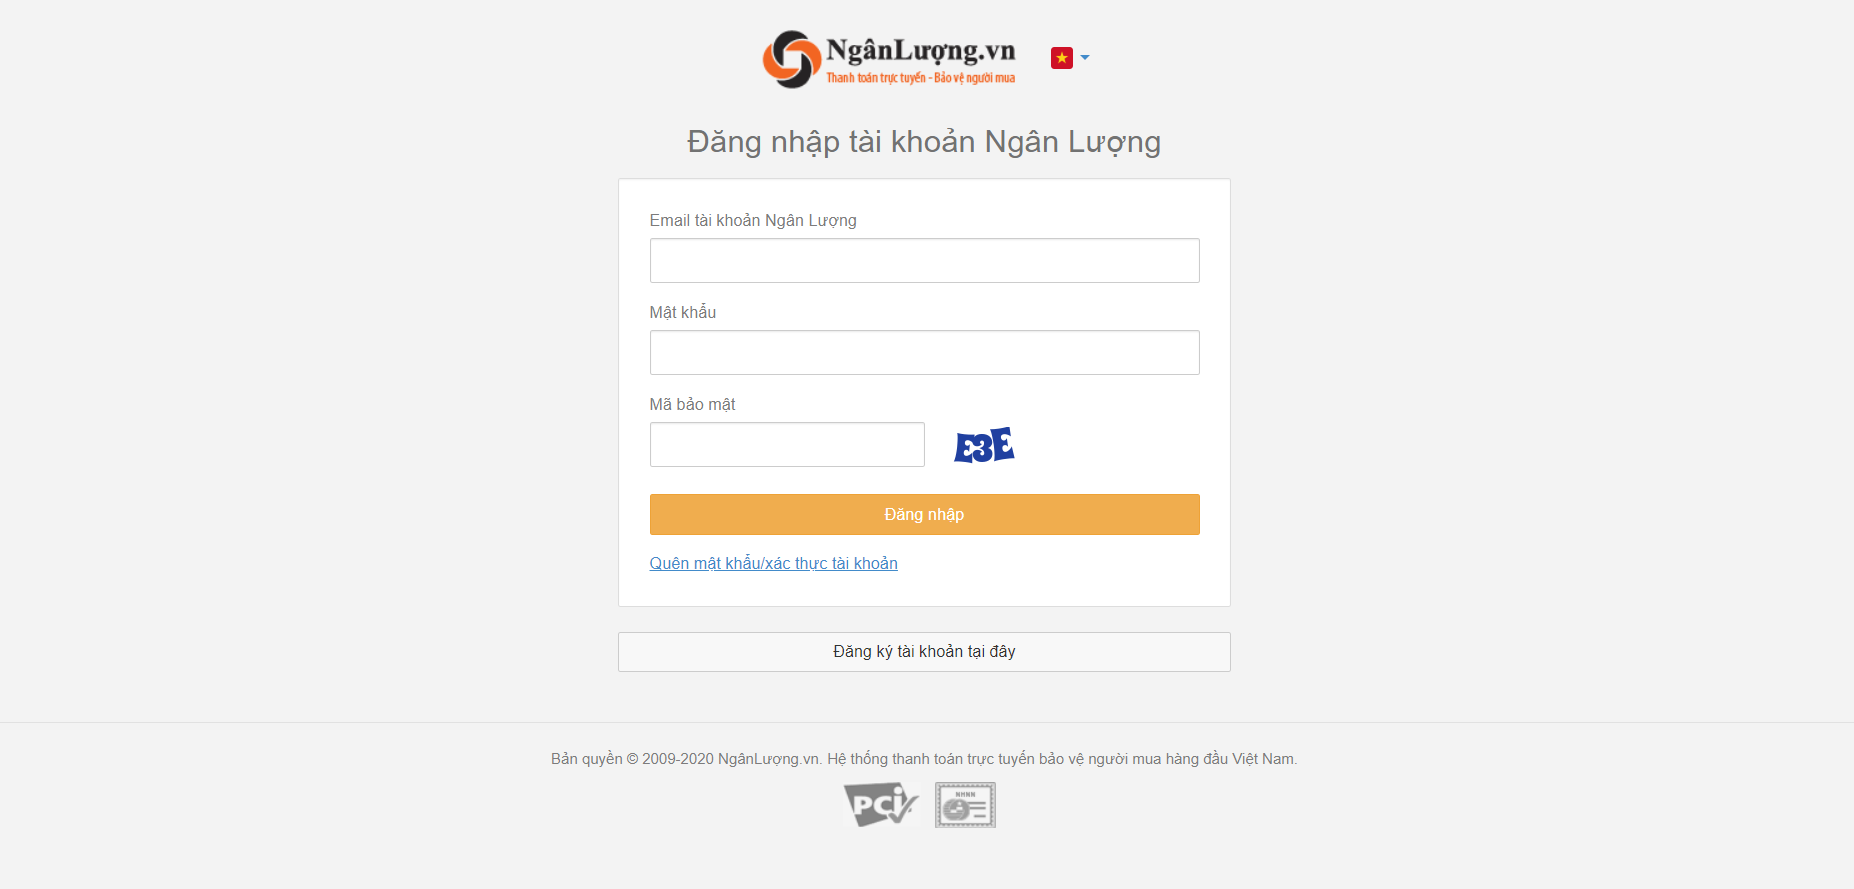 NgânLượng.vn
Thanh toán trực tuyến - Bảo vệ người mua
Đăng nhập tài khoản Ngân Lượng
Email tài khoản Ngân Lượng
Mật khẩu
Mã bảo mật
E3E
Đăng nhập
Quên mật khẩu/xác thực tài khoản
Đăng ký tài khoản tại đây
Bản quyền © 2009-2020 NgânLượng.vn. Hệ thống thanh toán trực tuyến bảo vệ người mua hàng đầu Việt Nam.
PCi
NHNN